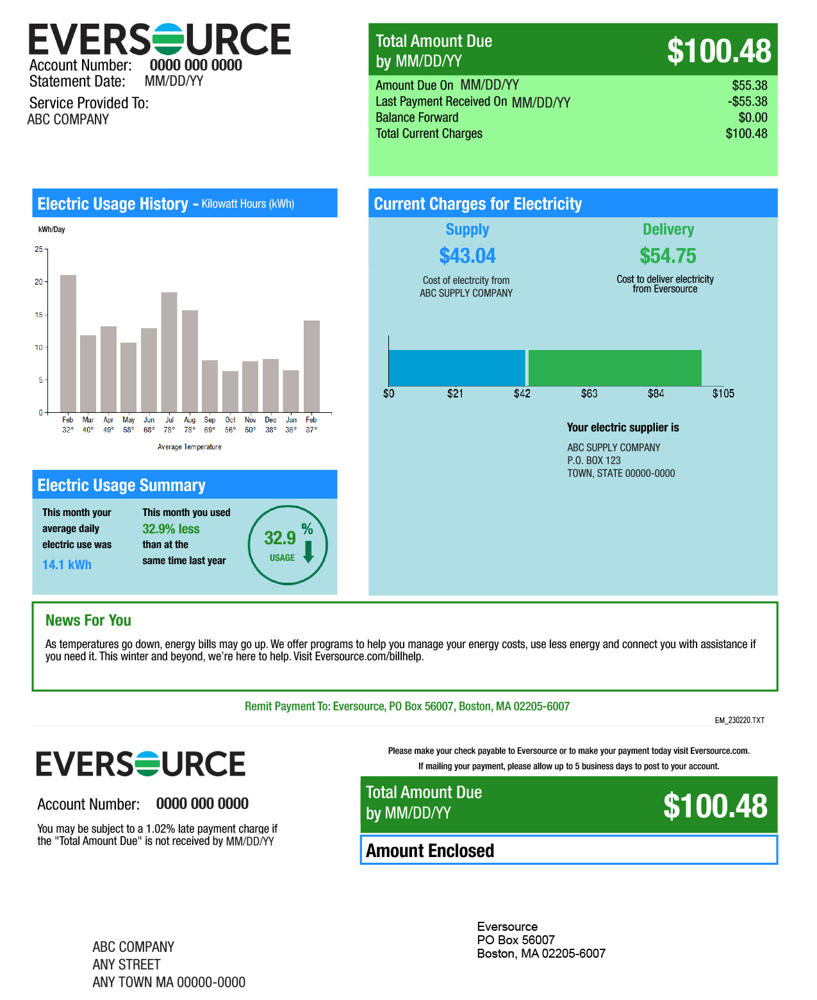 EVERSOURCE
Account Number: 0000 000 0000
Statement Date: MM/DD/YY
Service Provided To:
ABC COMPANY
Total Amount Due
by MM/DD/YY
$100.48
Amount Due On MM/DD/YY $55.38
Last Payment Received On MM/DD/YY -$55.38
Balance Forward $0.00
Total Current Charges $100.48
Electric Usage History - Kilowatt Hours (kWh)
kWh/Day
25
20
15
10
5
0
Feb Mar Apr May Jun Jul Aug Sep Oct Nov Dec Jan Feb
32° 40° 49° 58° 68° 78° 78° 69° 56° 50° 38° 36° 37°
Average Temperature
Current Charges for Electricity
Supply
$43.04
Cost of electrcity from
ABC SUPPLY COMPANY
Delivery
$54.75
Cost to deliver electricity
from Eversource
$0 $21 $42 $63 $84 $105
Your electric supplier is
ABC SUPPLY COMPANY
P.O. BOX 123
TOWN, STATE 00000-0000
Electric Usage Summary
This month your
average daily
electric use was
14.1 kWh
This month you used
32.9% less
than at the
same time last year
32.9 %
USAGE
News For You
As temperatures go down, energy bills may go up. We offer programs to help you manage your energy costs, use less energy and connect you with assistance if
you need it. This winter and beyond, we're here to help. Visit Eversource.com/billhelp.
Remit Payment To: Eversource, PO Box 56007, Boston, MA 02205-6007
EM_230220.TXT
EVERSOURCE
Account Number: 0000 000 0000
You may be subject to a 1.02% late payment charge if
the "Total Amount Due" is not received by MM/DD/YY
Please make your check payable to Eversource or to make your payment today visit Eversource.com.
If mailing your payment, please allow up to 5 business days to post to your account.
Total Amount Due
by MM/DD/YY
$100.48
Amount Enclosed
ABC COMPANY
ANY STREET
ANY TOWN MA 00000-0000
Eversource
PO Box 56007
Boston, MA 02205-6007